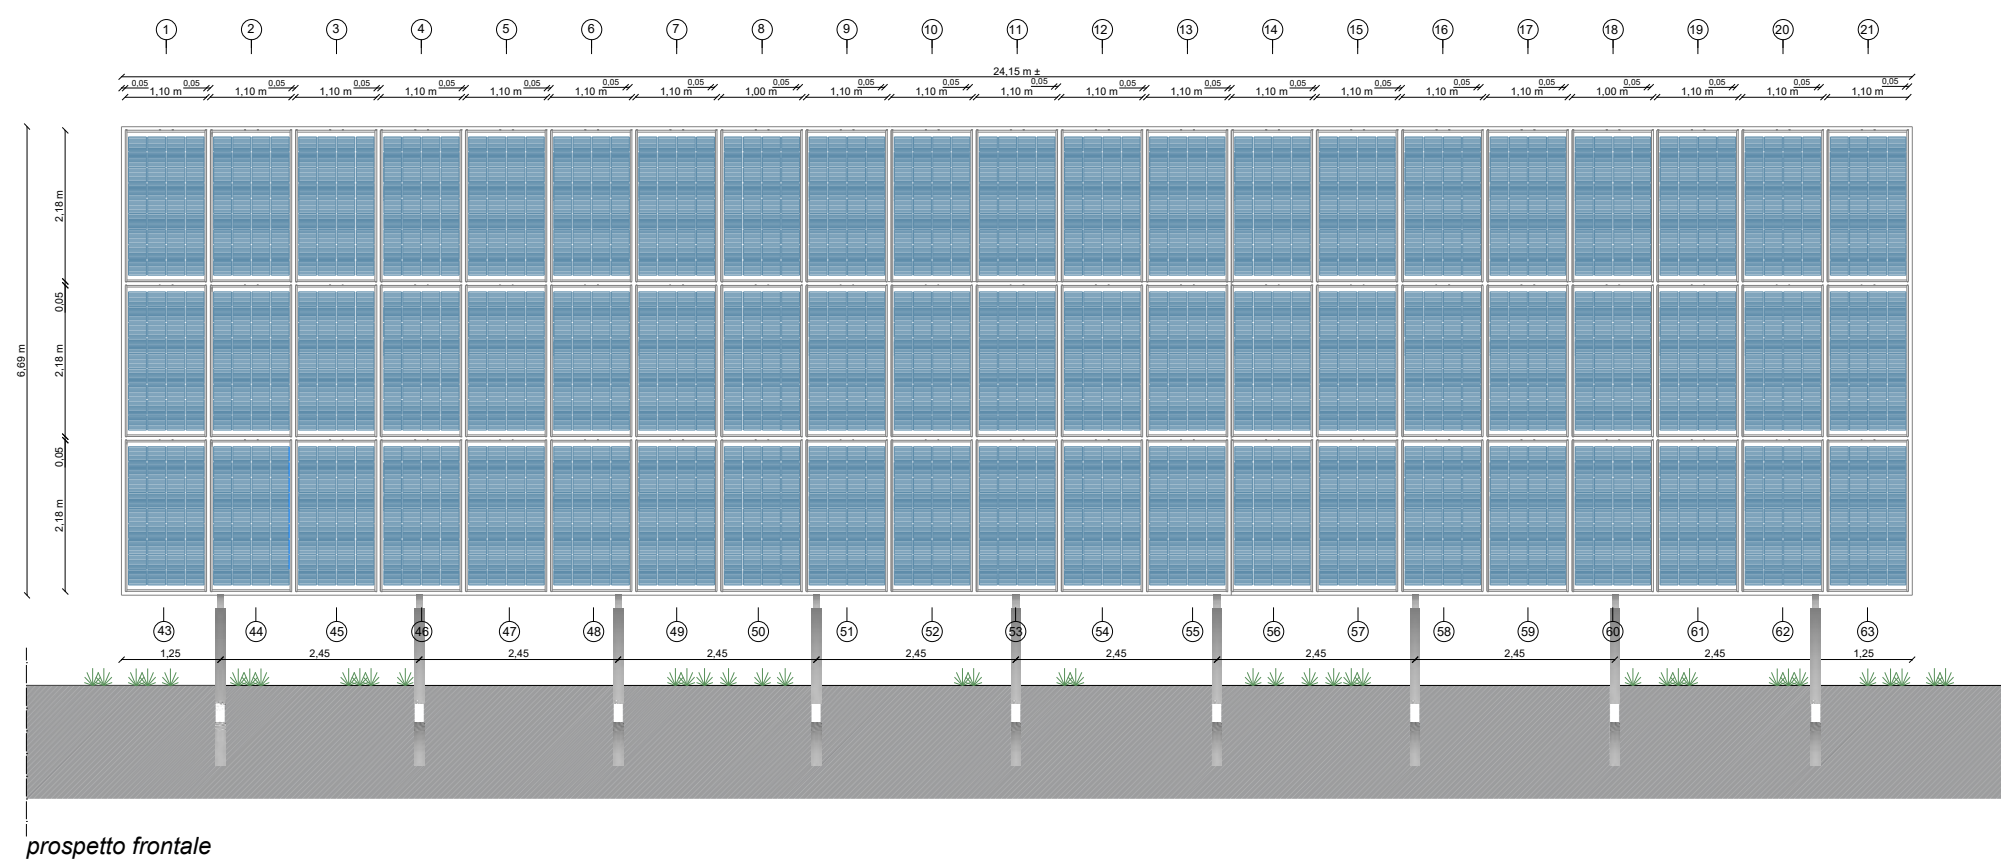 1 2 3 4 5 6 7 8 9 10 11 12 13 14 15 16 17 18 19 20 21
24,15 m ±
0,05 0,05 0,05 0,05 0,05 0,05 0,05 0,05 0,05 0,05 0,05 0,05 0,05 0,05 0,05 0,05 0,05 0,05 0,05 0,05 0,05 0,05
1,10 m 1,10 m 1,10 m 1,10 m 1,10 m 1,10 m 1,10 m 1,00 m 1,10 m 1,10 m 1,10 m 1,10 m 1,10 m 1,10 m 1,10 m 1,10 m 1,10 m 1,00 m 1,10 m 1,10 m 1,10 m
6,69 m
2,18 m
0,05
2,18 m
0,05
2,18 m
43 44 45 46 47 48 49 50 51 52 53 54 55 56 57 58 59 60 61 62 63
1,25 2,45 2,45 2,45 2,45 2,45 2,45 2,45 2,45 1,25
prospetto frontale